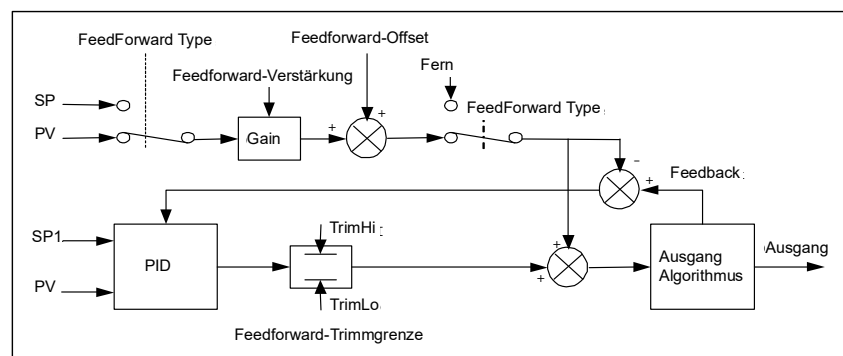 FeedForward Type
Feedforward-Offset
Feedforward-Verstärkung
Fern
SP
FeedForward Type
PV
Gain
+
+
−
+
Feedback
SP1
PID
TrimHi
Ausgang
Algorithmus
Ausgang
PV
+
+
TrimLo
Feedforward-Trimmgrenze